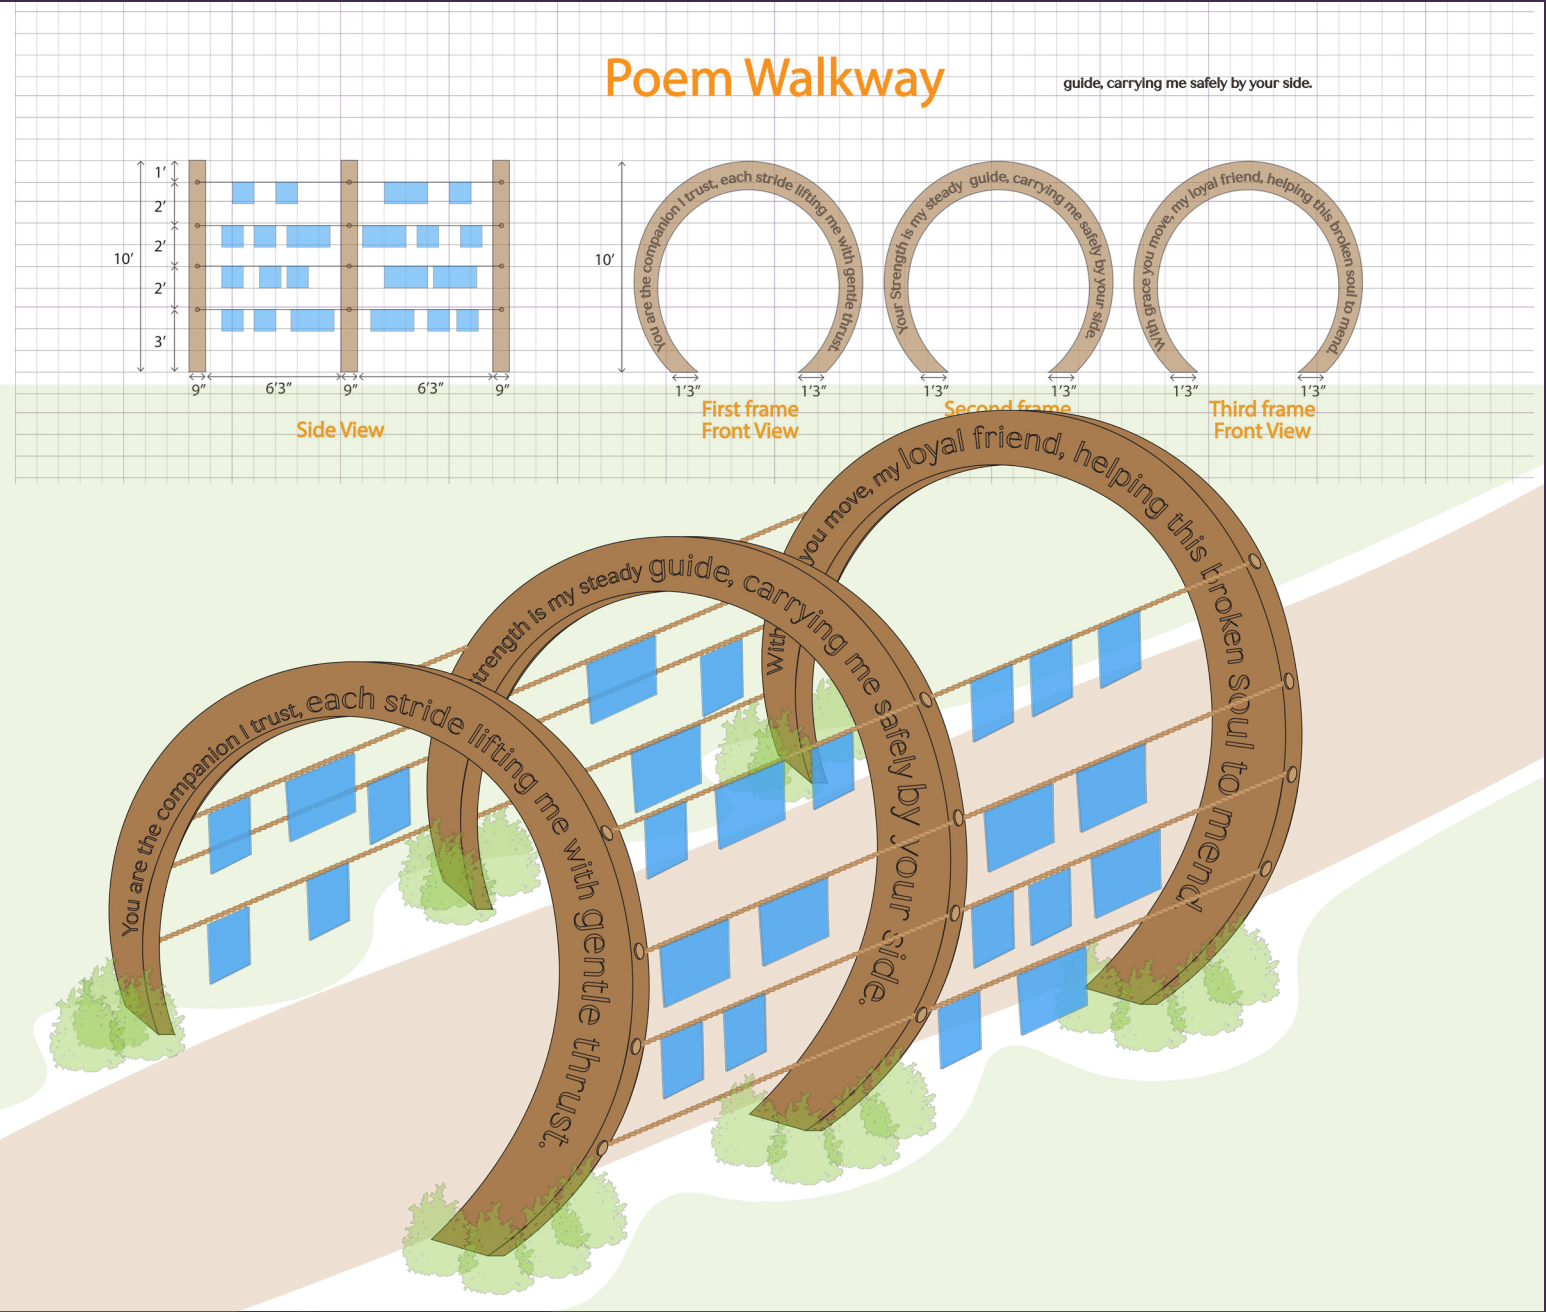 Poem Walkway
guide, carrying me safely by your side.
1’
2’
2’
2’
3’
10’
9”
6’3”
9”
6’3”
9”
Side View
10’
You are the companion I trust, each stride lifting me with gentle thrust.
1’3”
1’3”
First frame
Front View
Your Strength is my steady guide, carrying me safely by your side.
1’3”
1’3”
Second frame
With grace you move, my loyal friend, helping this broken soul to mend.
1’3”
1’3”
Third frame
Front View
With you move, my loyal friend, helping this broken soul to mend
strength is my steady guide, carrying me safely by your side.
You are the companion I trust, each stride lifting me with gentle thrust.